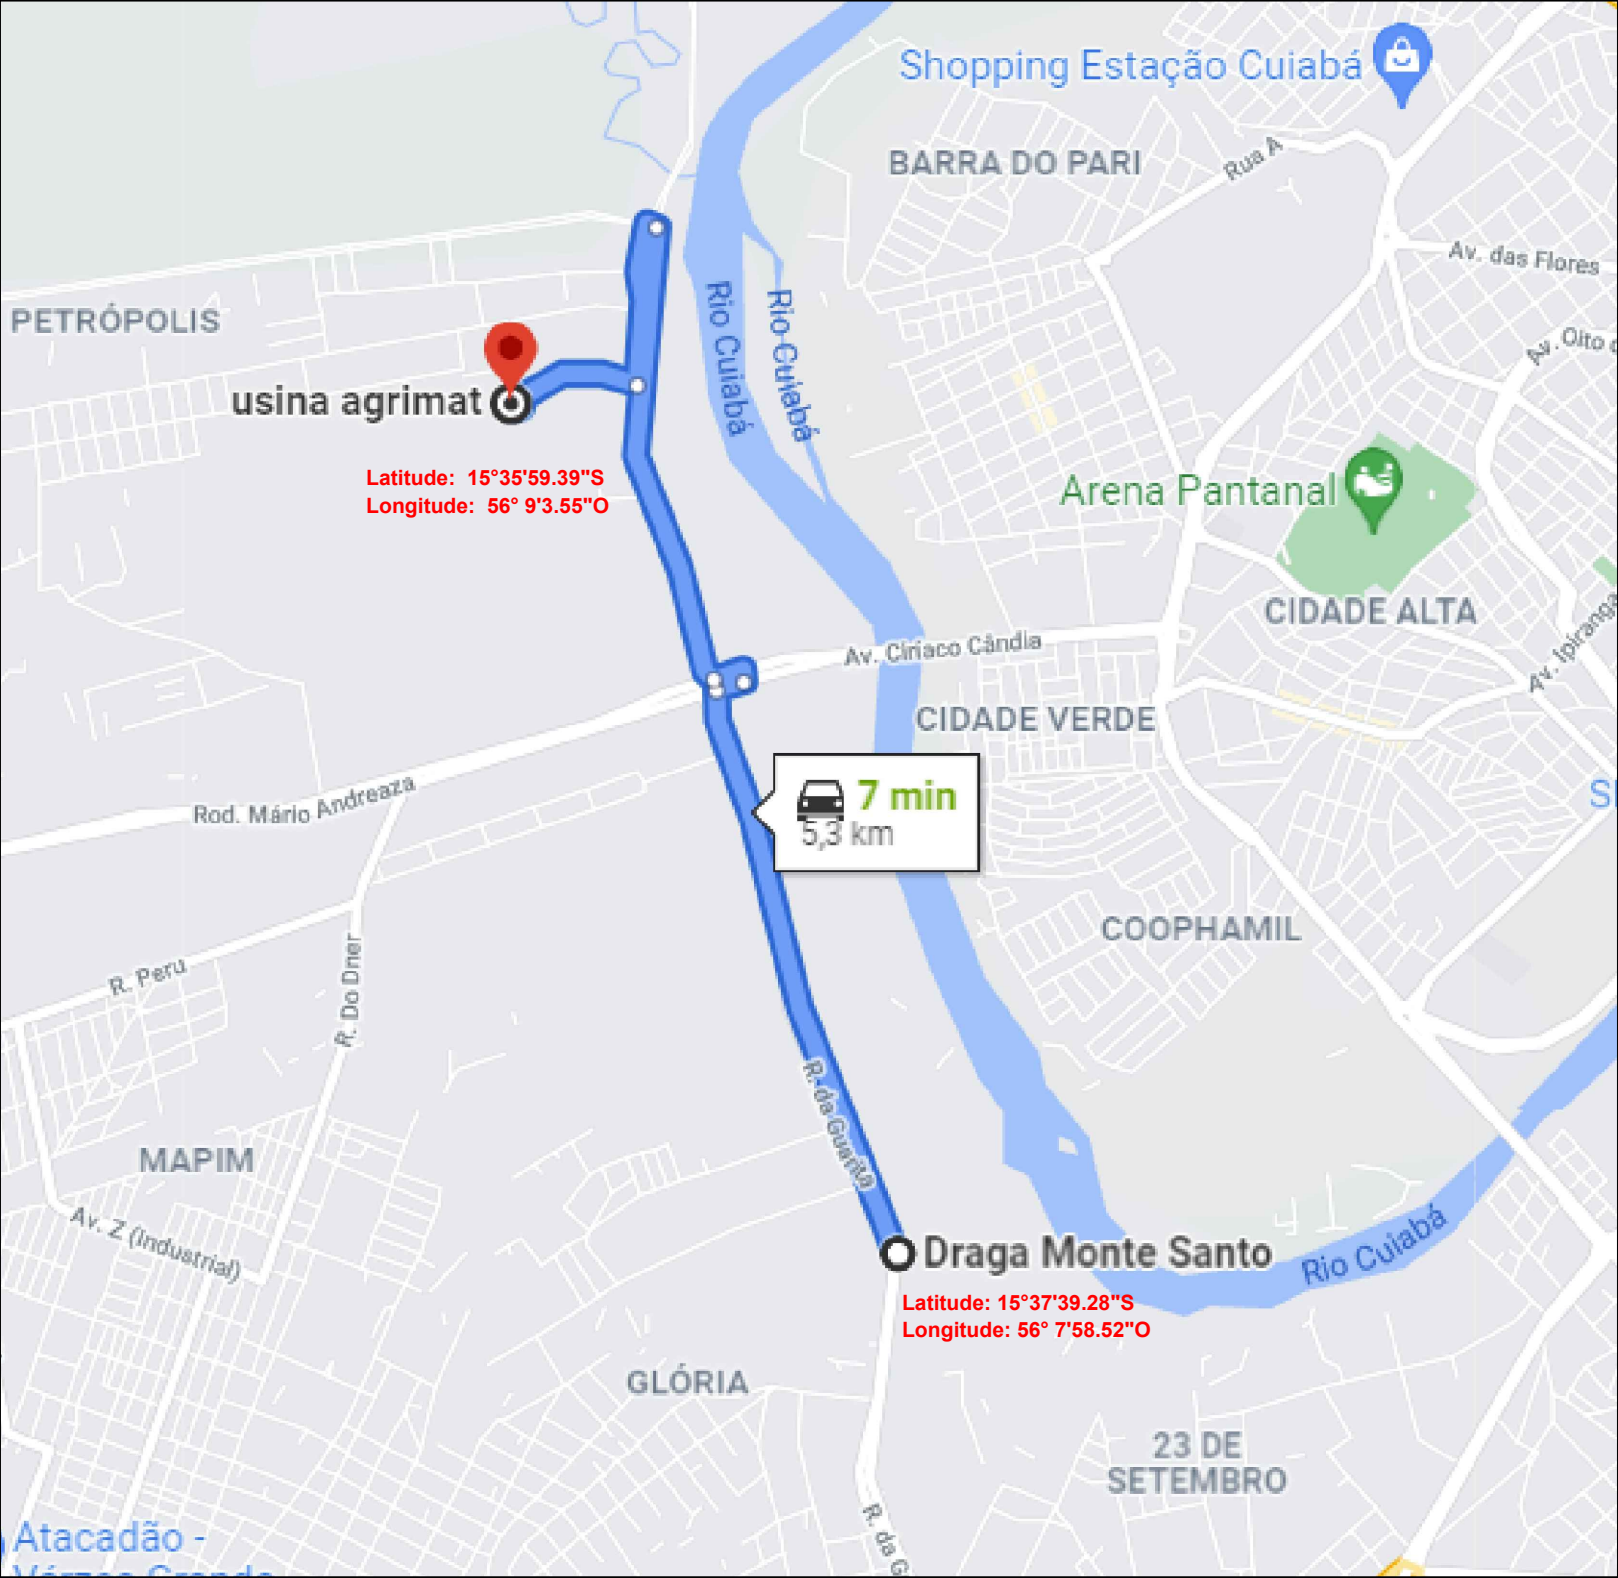 Shopping Estação Cuiabá
BARRA DO PARI
Rua A
Av. das Flores
PETRÓPOLIS
Rio Cuiabá
Rio Cuiabá
Av. Oito
usina agrimat
Latitude: 15°35'59.39"S
Longitude: 56° 9'3.55"O
Arena Pantanal
CIDADE ALTA
Av. Ciríaco Cândia
Av. Ipiranga
CIDADE VERDE
7 min
5,3 km
Rod. Mário Andreaza
COOPHAMIL
R. Peru
R. Do Dner
R. da Guarita
MAPIM
Av. Z (Industrial)
Draga Monte Santo
Rio Cuiabá
Latitude: 15°37'39.28"S
Longitude: 56° 7'58.52"O
GLÓRIA
23 DE
SETEMBRO
R. da G
Atacadão -